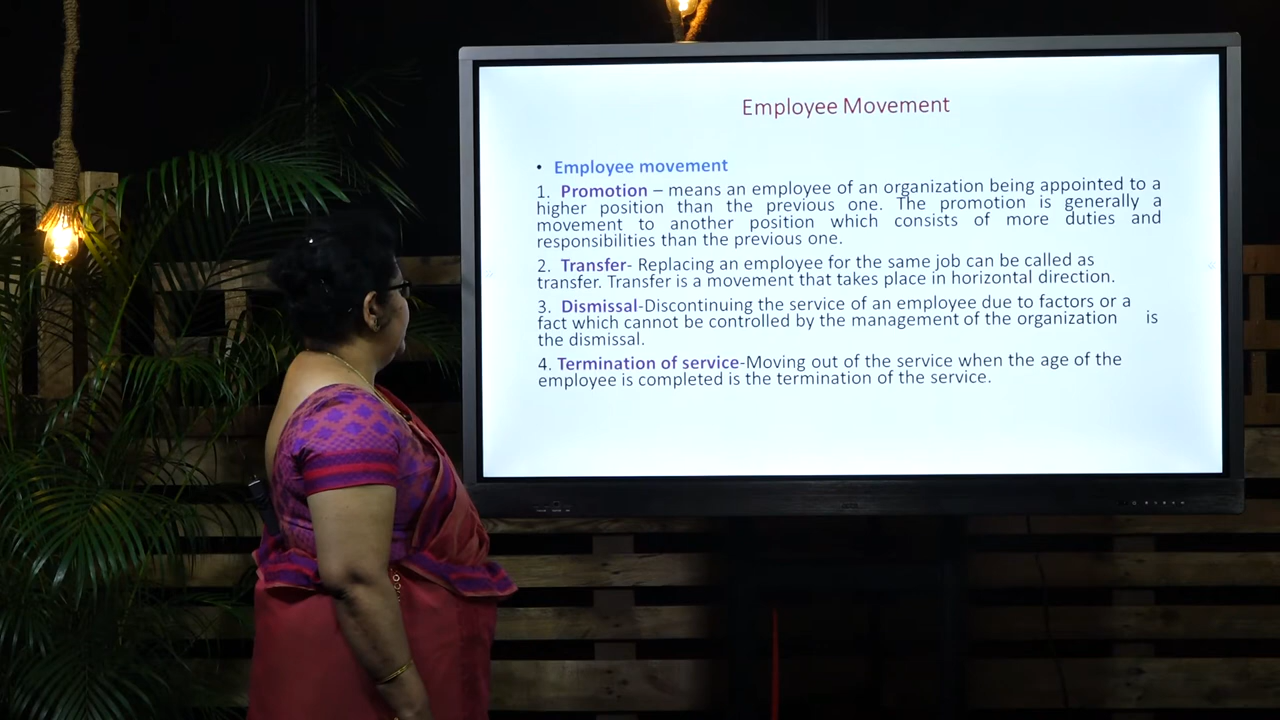 Employee Movement
• Employee movement
1. Promotion – means an employee of an organization being appointed to a
higher position than the previous one. The promotion is generally a
movement to another position which consists of more duties and
responsibilities than the previous one.
2. Transfer- Replacing an employee for the same job can be called as
transfer. Transfer is a movement that takes place in horizontal direction.
3. Dismissal-Discontinuing the service of an employee due to factors or a
fact which cannot be controlled by the management of the organization is
the dismissal.
4. Termination of service-Moving out of the service when the age of the
employee is completed is the termination of the service.